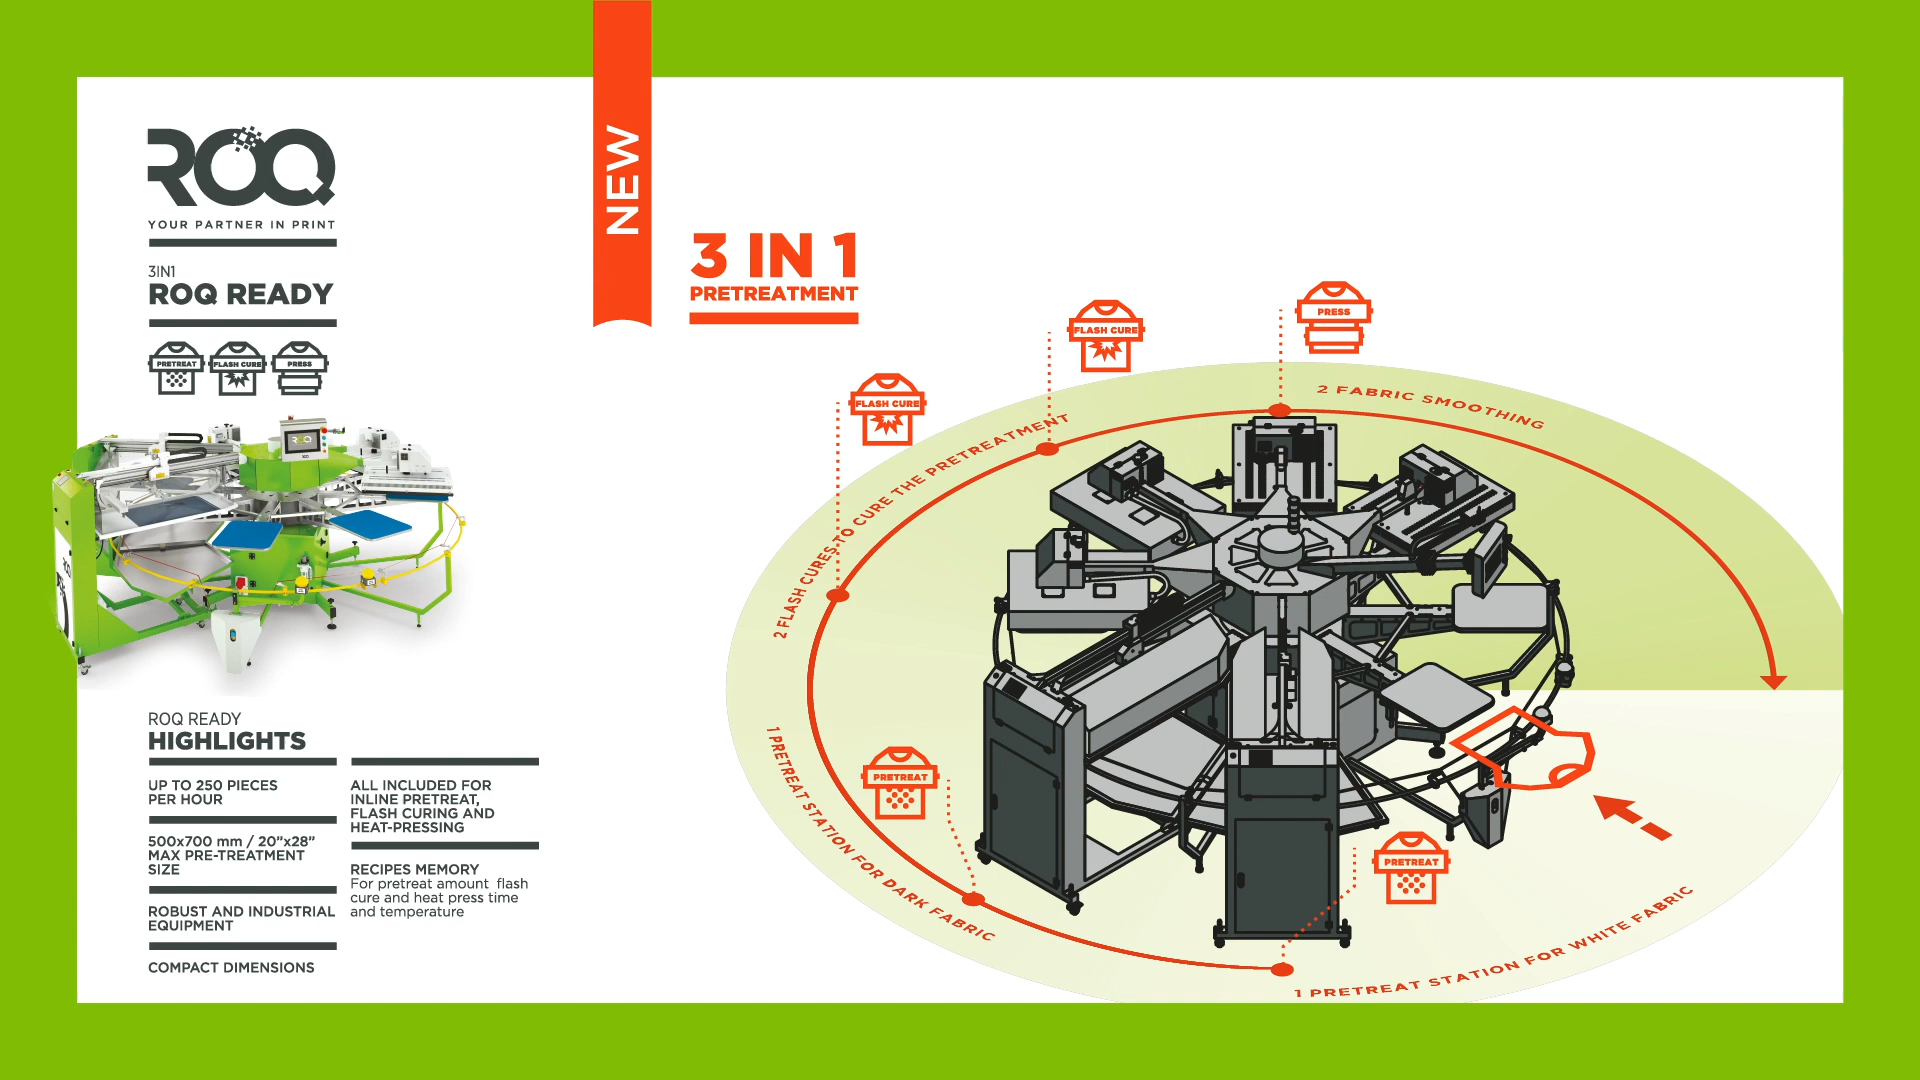 ROQ
YOUR PARTNER IN PRINT
3IN1
ROQ READY
PRETREAT
FLASH CURE
PRESS
ROQ
ROQ READY
HIGHLIGHTS
UP TO 250 PIECES
PER HOUR
500x700 mm / 20”x28”
MAX PRE-TREATMENT
SIZE
ROBUST AND INDUSTRIAL
EQUIPMENT
COMPACT DIMENSIONS
ALL INCLUDED FOR
INLINE PRETREAT,
FLASH CURING AND
HEAT-PRESSING
RECIPES MEMORY
For pretreat amount flash
cure and heat press time
and temperature
NEW
3 IN 1
PRETREATMENT
PRESS
FLASH CURE
FLASH CURE
2 FABRIC SMOOTHING
2 FLASH CURES TO CURE THE PRETREATMENT
PRETREAT
1 PRETREAT STATION FOR DARK FABRIC
PRETREAT
1 PRETREAT STATION FOR WHITE FABRIC